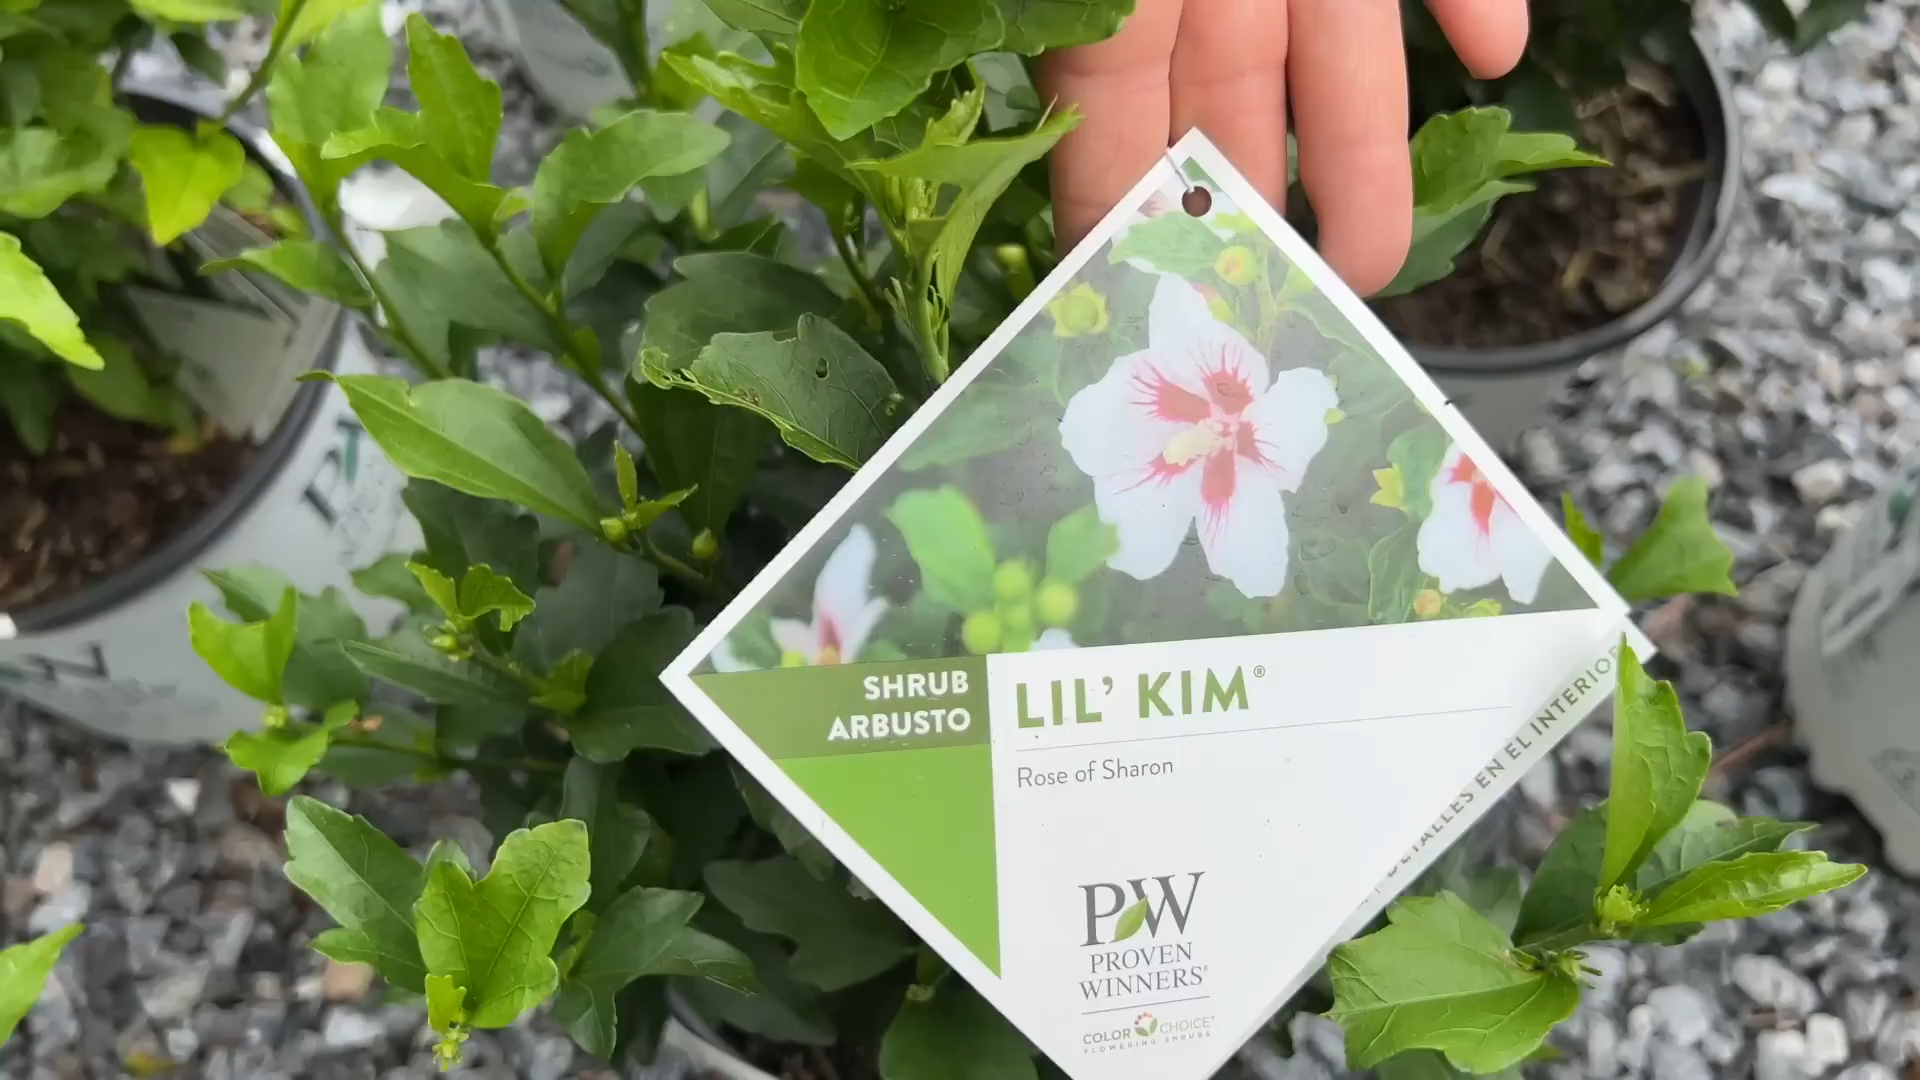 SHRUB
ARBUSTO
LIL' KIM®
Rose of Sharon
DETALLES EN EL INTERIOR
PW
PROVEN
WINNERS®
COLOR CHOICE®
FLOWERING SHRUBS